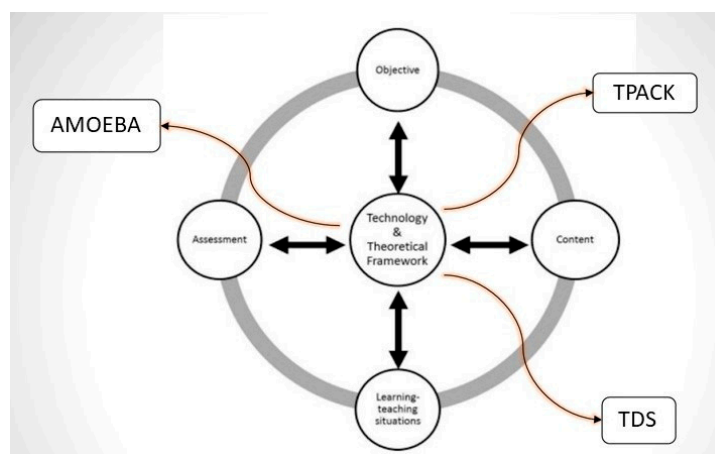 Objective
TPACK
AMOEBA
Technology
&
Theoretical
Framework
Assessment
Content
Learning-
teaching
situations
TDS